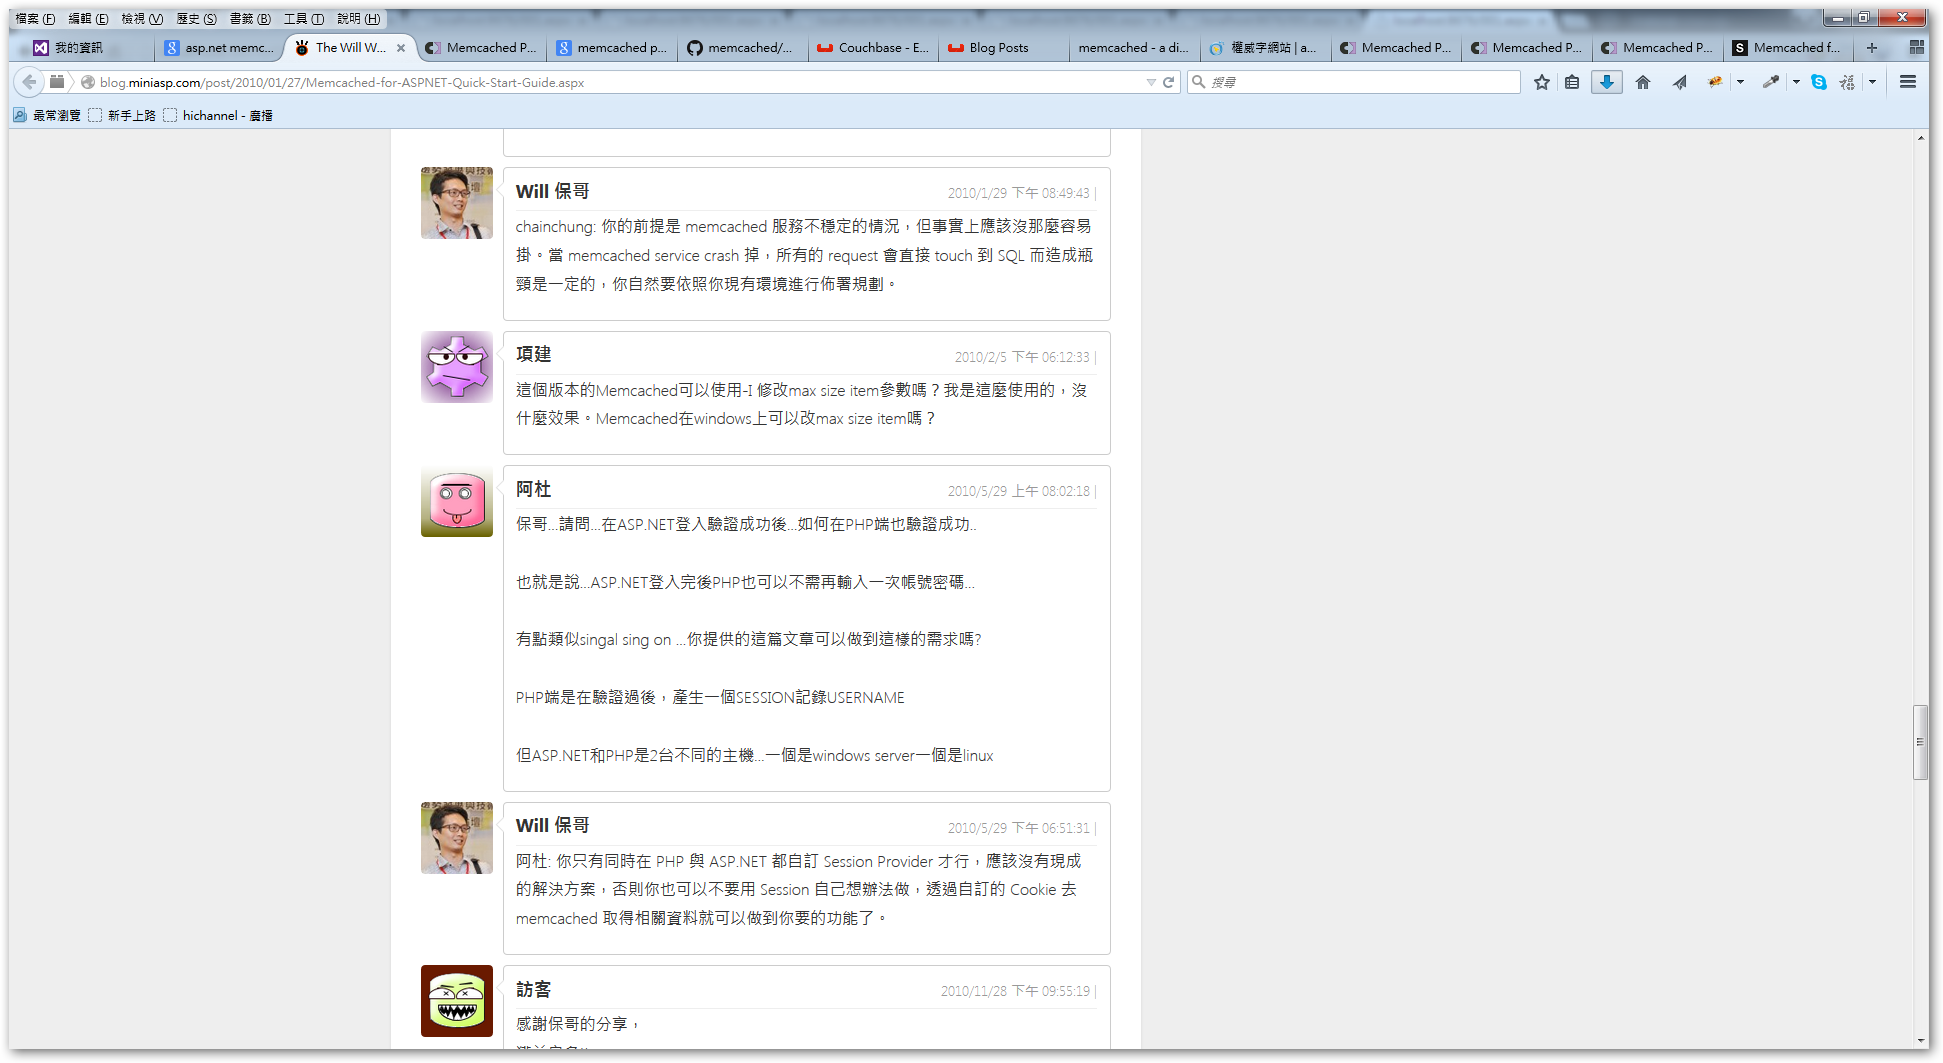 檔案 (F) 編輯 (E) 檢視 (V) 歷史 (S) 書籤 (B) 工具 (T) 說明 (H)
我的資訊 asp.net memc... The Will W... Memcached P... memcached p... memcached/... Couchbase - E... Blog Posts memcached - a di... 權威字網站 | a... Memcached P... Memcached P... Memcached P... Memcached f...
blog.miniasp.com/post/2010/01/27/Memcached-for-ASPNET-Quick-Start-Guide.aspx 搜尋
最常瀏覽 新手上路 hichannel - 廣播
Will 保哥 2010/1/29 下午 08:49:43 |
chainchung: 你的前提是 memcached 服務不穩定的情況，但事實上應該沒那麼容易
掛。當 memcached service crash 掉，所有的 request 會直接 touch 到 SQL 而造成瓶
頸是一定的，你自然要依照你現有環境進行佈署規劃。
項建 2010/2/5 下午 06:12:33 |
這個版本的Memcached可以使用-I 修改max size item參數嗎？我是這麼使用的，沒
什麼效果。Memcached在windows上可以改max size item嗎？
阿杜 2010/5/29 上午 08:02:18 |
保哥...請問...在ASP.NET登入驗證成功後...如何在PHP端也驗證成功..
也就是說...ASP.NET登入完後PHP也可以不需再輸入一次帳號密碼...
有點類似singal sing on ...你提供的這篇文章可以做到這樣的需求嗎?
PHP端是在驗證過後，產生一個SESSION記錄USERNAME
但ASP.NET和PHP是2台不同的主機...一個是windows server一個是linux
Will 保哥 2010/5/29 下午 06:51:31 |
阿杜: 你只有同時在 PHP 與 ASP.NET 都自訂 Session Provider 才行，應該沒有現成
的解決方案，否則你也可以不要用 Session 自己想辦法做，透過自訂的 Cookie 去
memcached 取得相關資料就可以做到你要的功能了。
訪客 2010/11/28 下午 09:55:19 |
感謝保哥的分享，